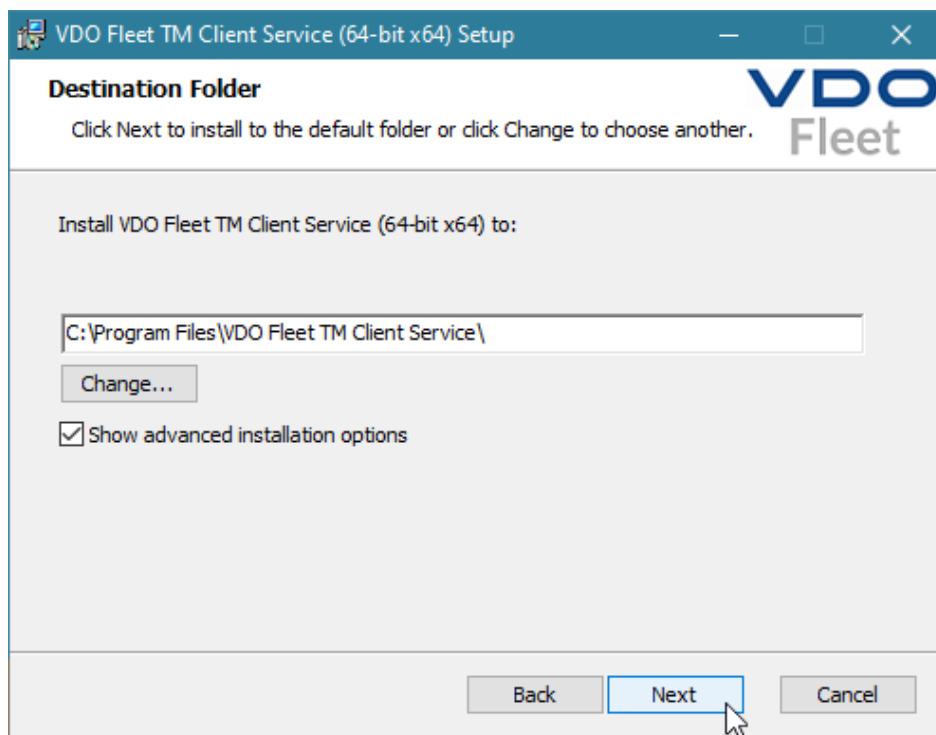 VDO Fleet TM Client Service (64-bit x64) Setup
Destination Folder
Click Next to install to the default folder or click Change to choose another.
VDO
Fleet
Install VDO Fleet TM Client Service (64-bit x64) to:
C:\Program Files\VDO Fleet TM Client Service\
Change...
Show advanced installation options
Back
Next
Cancel